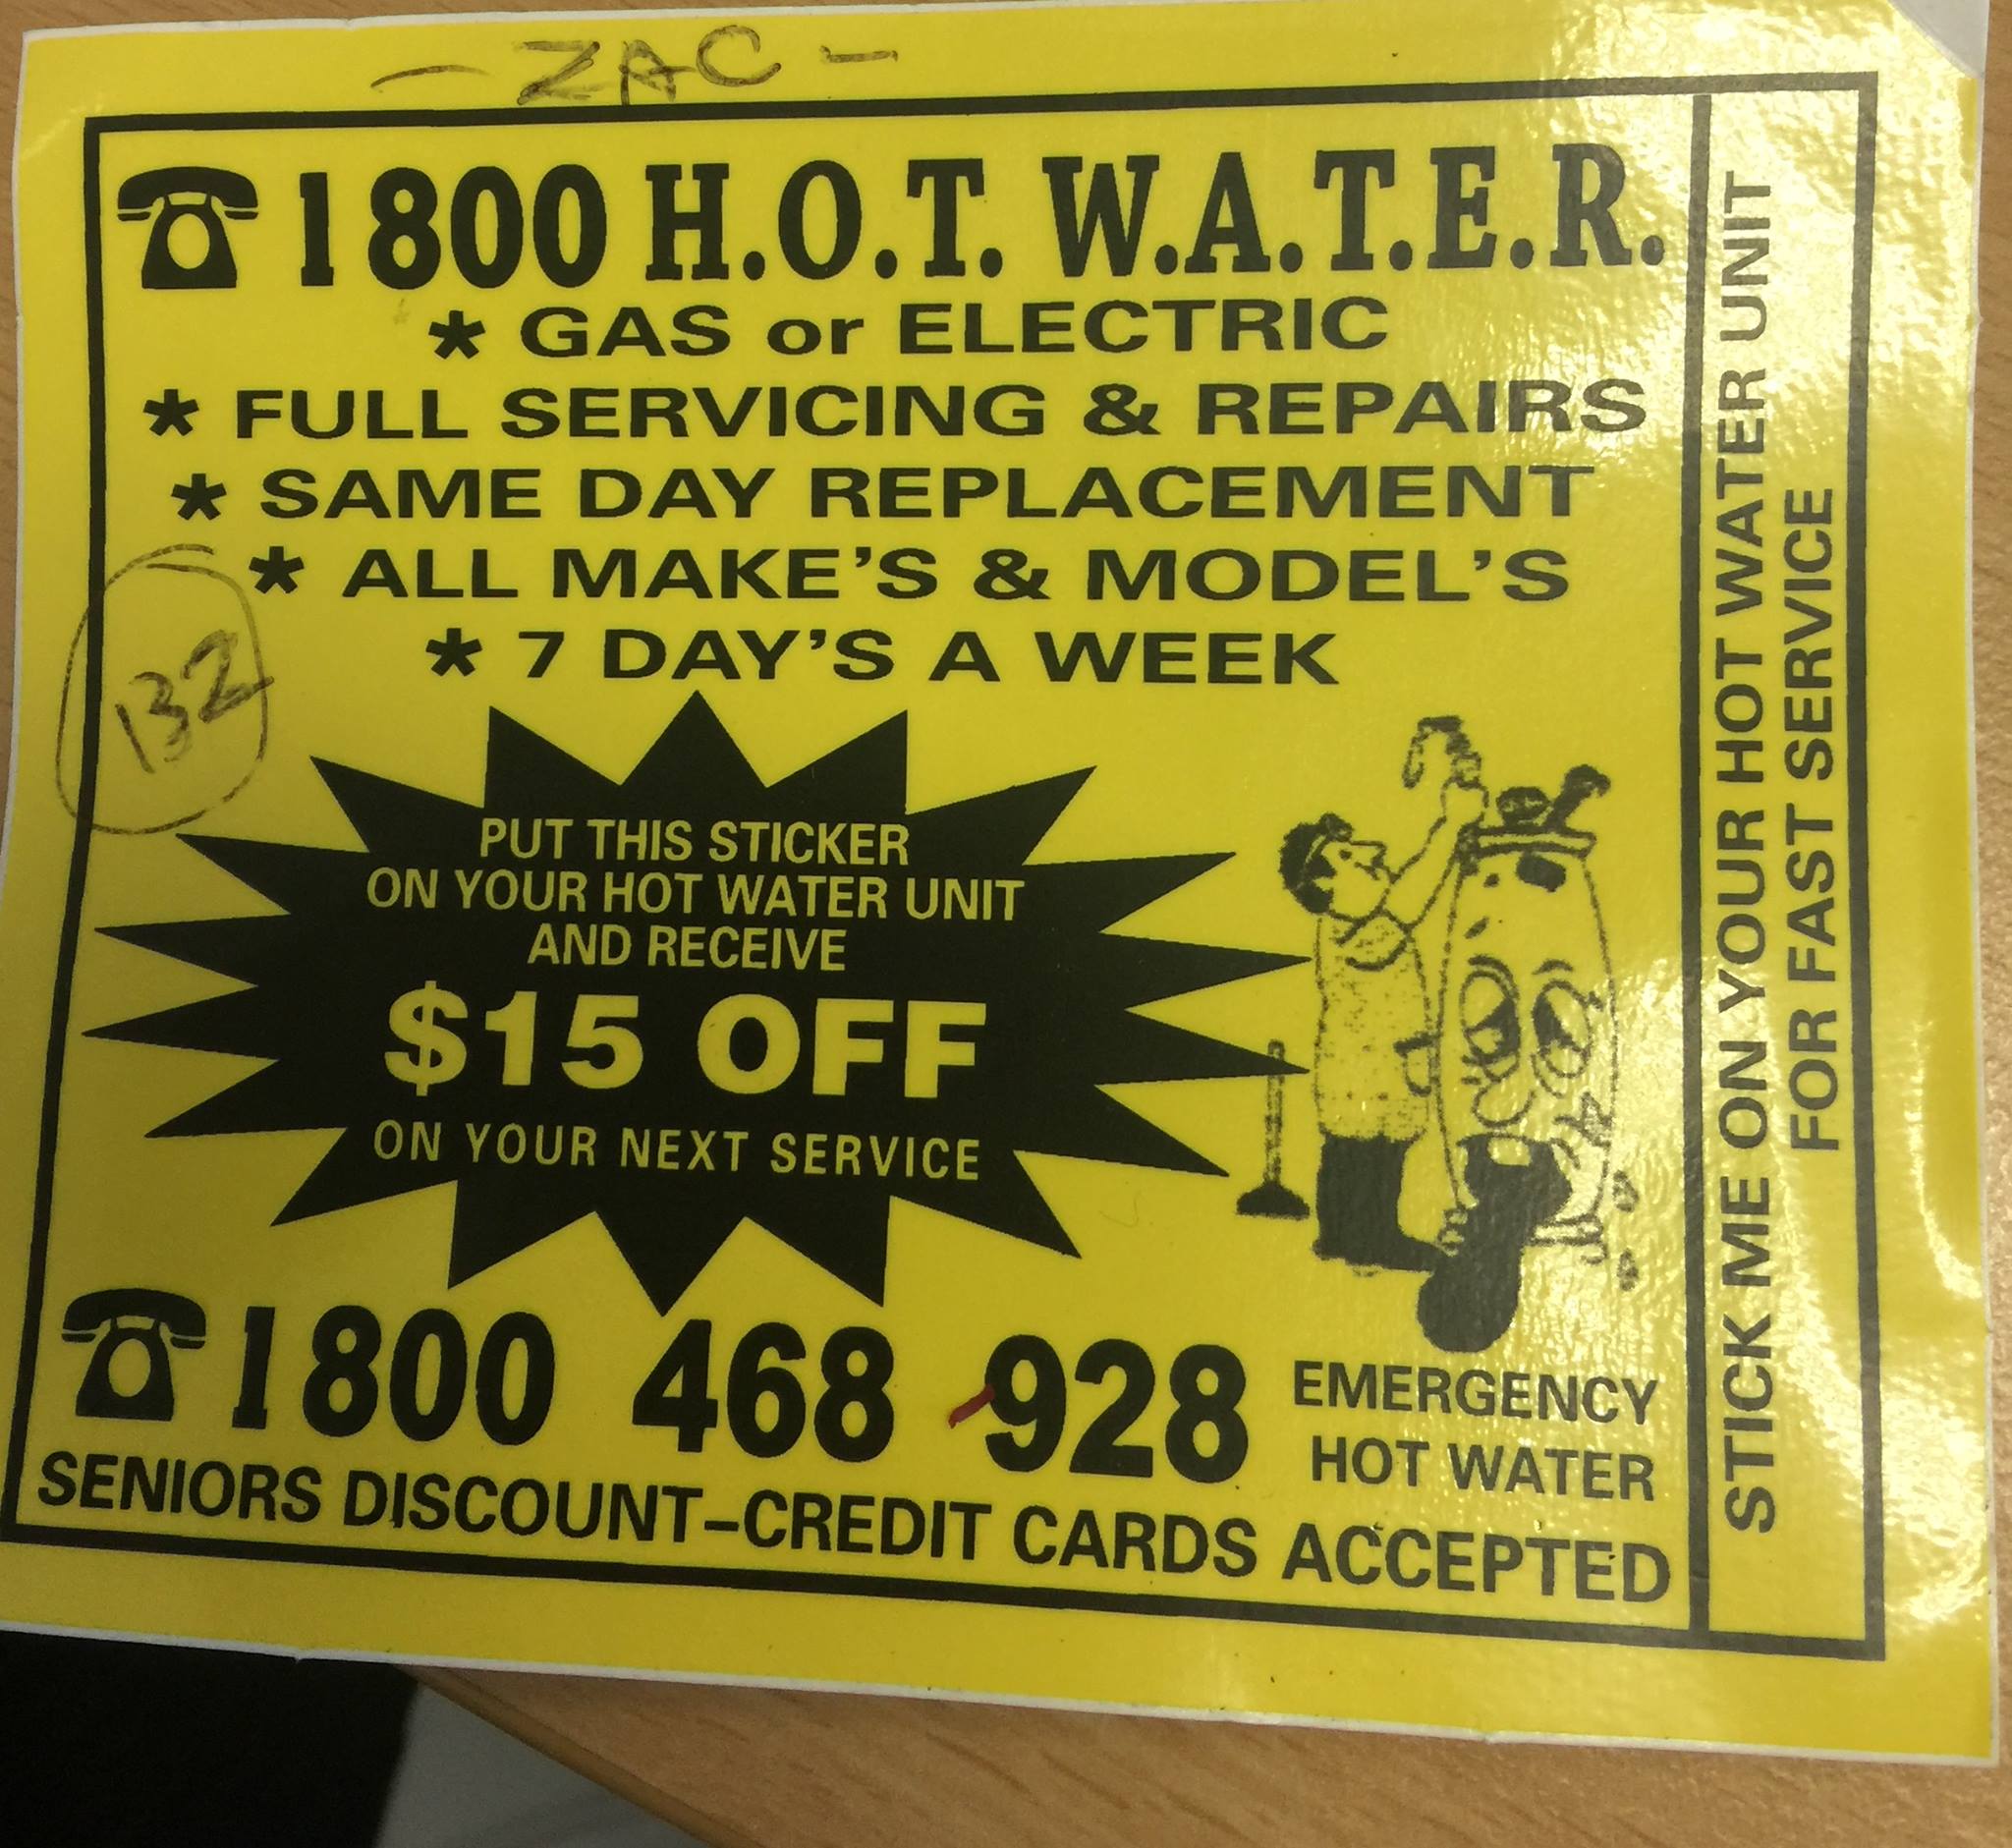 - ZAC -
1800 H.O.T. W.A.T.E.R.
* GAS or ELECTRIC
* FULL SERVICING & REPAIRS
* SAME DAY REPLACEMENT
* ALL MAKE'S & MODEL'S
* 7 DAY'S A WEEK
132
PUT THIS STICKER
ON YOUR HOT WATER UNIT
AND RECEIVE
$15 OFF
ON YOUR NEXT SERVICE
1800 468 928
EMERGENCY
HOT WATER
SENIORS DISCOUNT-CREDIT CARDS ACCEPTED
STICK ME ON YOUR HOT WATER UNIT
FOR FAST SERVICE